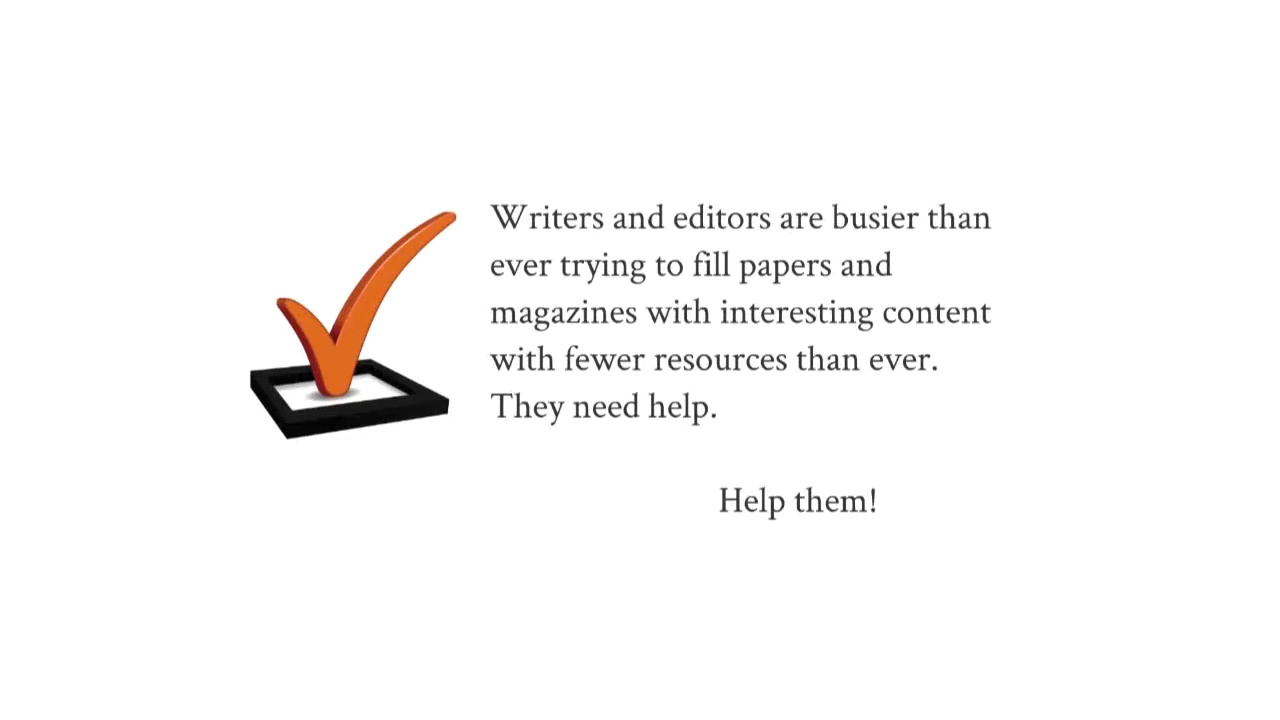 Writers and editors are busier than
ever trying to fill papers and
magazines with interesting content
with fewer resources than ever.
They need help.
Help them!